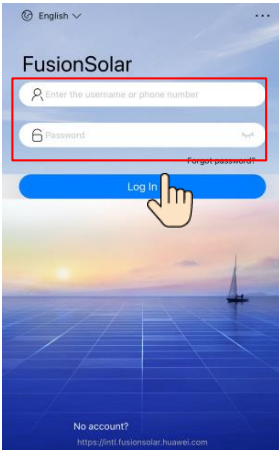 English
FusionSolar
Enter the username or phone number
Password
Forgot password?
Log In
No account?
https://intl.fusionsolar.huawei.com